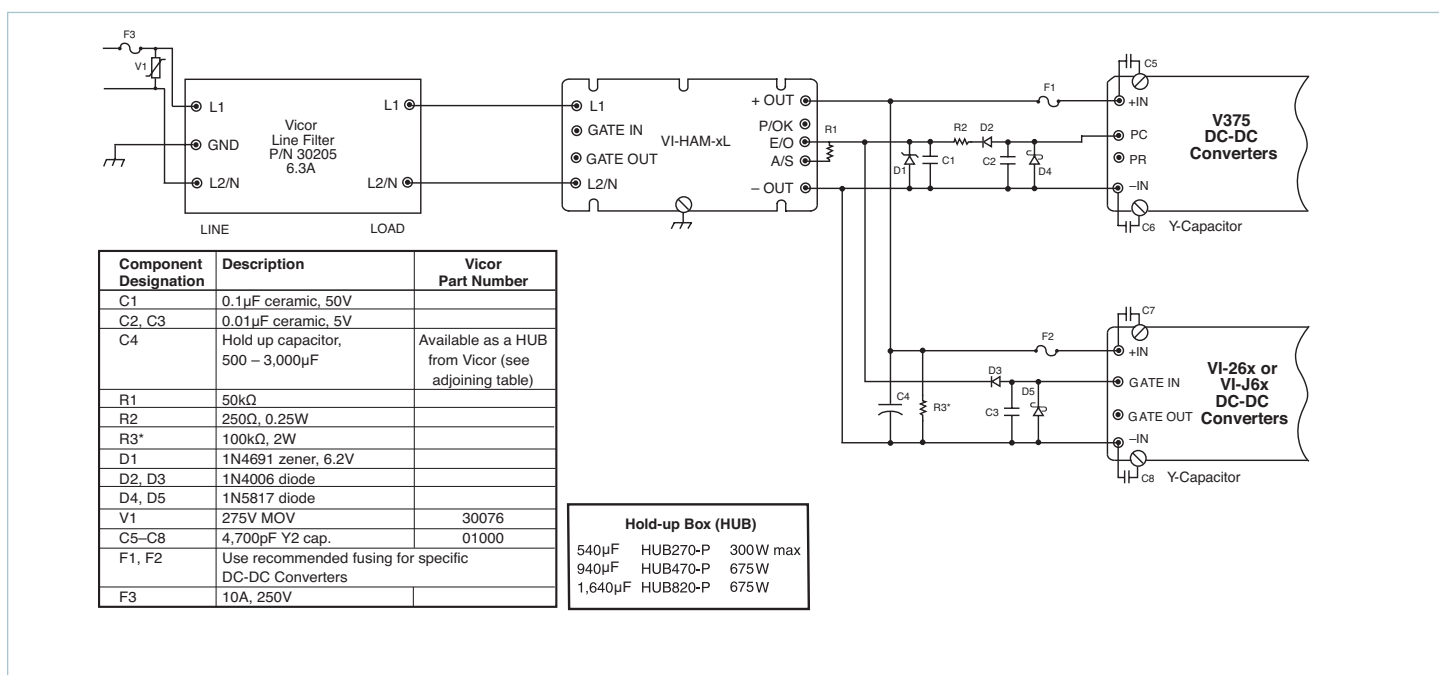 F3
V1
L1
GND
L2/N
Vicor
Line Filter
P/N 30205
6.3A
L1
L2/N
LINE
LOAD
L1
GATE IN
GATE OUT
L2/N
VI-HAM-xL
+ OUT
P/OK
E/O
A/S
– OUT
R1
D1
C1
R2
D2
C2
D4
F1
C5
+IN
PC
PR
–IN
V375
DC-DC
Converters
C6 Y-Capacitor
C7
F2
+IN
GATE IN
GATE OUT
–IN
VI-26x or
VI-J6x
DC-DC
Converters
D3
D5
C4
R3*
C3
C8 Y-Capacitor
Component Designation Description Vicor Part Number
C1 0.1µF ceramic, 50V
C2, C3 0.01µF ceramic, 5V
C4 Hold up capacitor, 500 – 3,000µF Available as a HUB from Vicor (see adjoining table)
R1 50kΩ
R2 250Ω, 0.25W
R3* 100kΩ, 2W
D1 1N4691 zener, 6.2V
D2, D3 1N4006 diode
D4, D5 1N5817 diode
V1 275V MOV 30076
C5–C8 4,700pF Y2 cap. 01000
F1, F2 Use recommended fusing for specific DC-DC Converters
F3 10A, 250V
Hold-up Box (HUB)
540µF HUB270-P 300W max
940µF HUB470-P 675W
1,640µF HUB820-P 675W